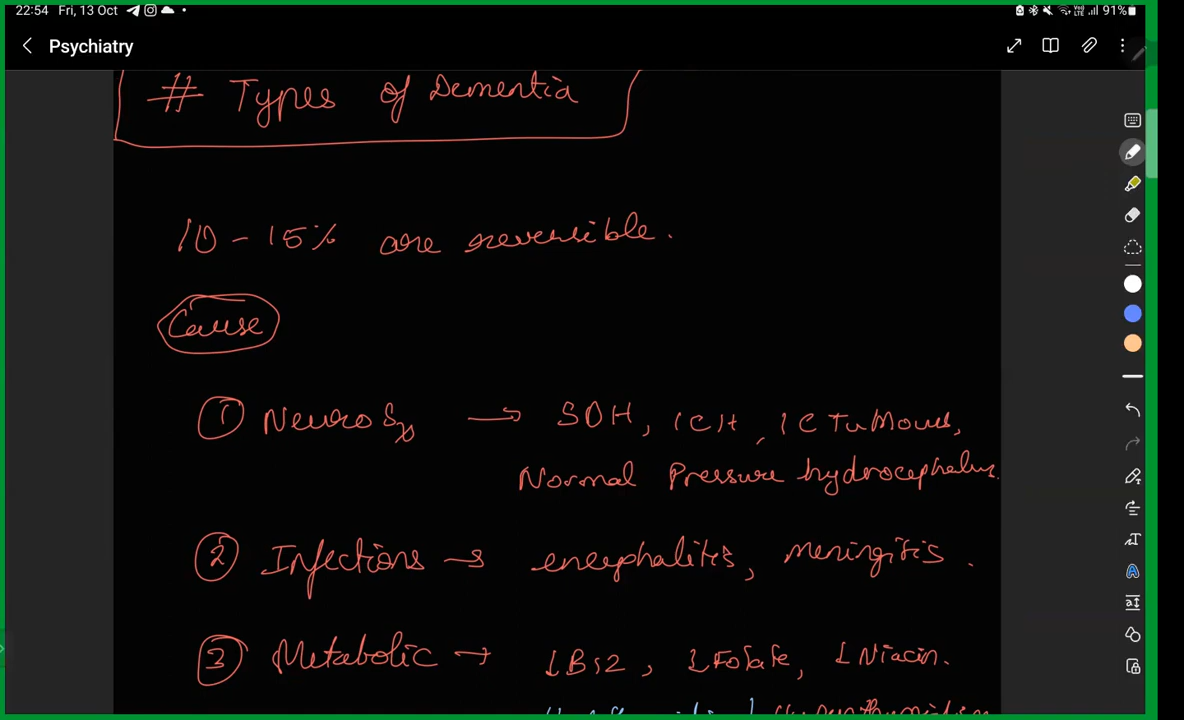 22:54 Fri, 13 Oct 91%
Psychiatry
# Types of Dementia
10 - 15% are reversible.
Cause
① Neuro Sx → SDH, ICH, IC Tumours,
Normal Pressure hydrocephalus.
② Infections → encephalitis, meningitis.
③ Metabolic → ↓B12, ↓Folate, ↓Niacin.